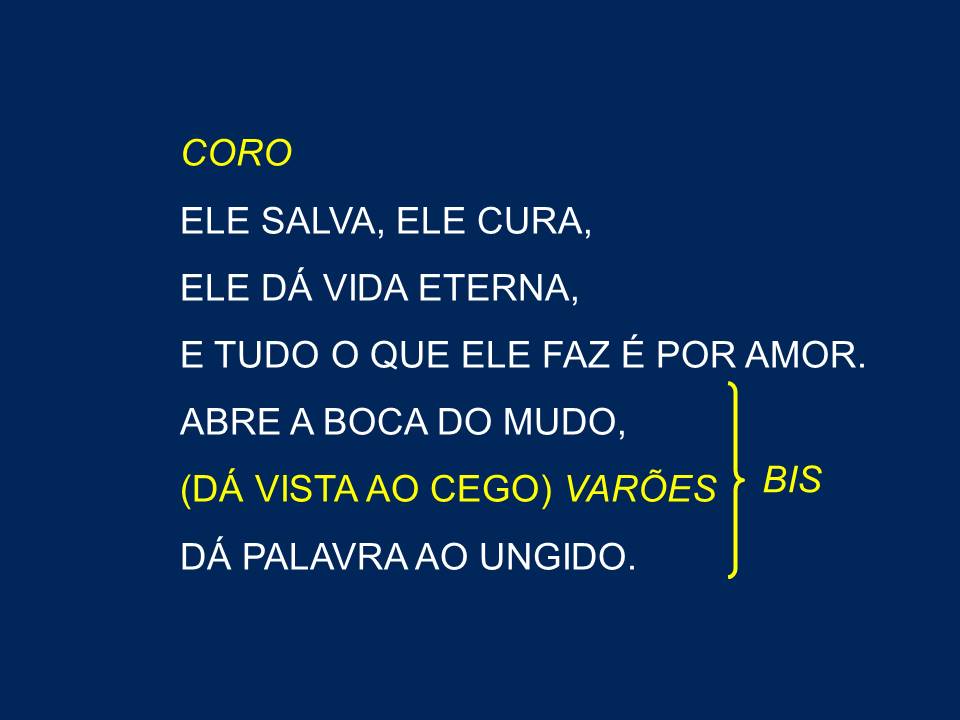 CORO
ELE SALVA, ELE CURA,
ELE DÁ VIDA ETERNA,
E TUDO O QUE ELE FAZ É POR AMOR.
ABRE A BOCA DO MUDO,
(DÁ VISTA AO CEGO) VARÕES
BIS
DÁ PALAVRA AO UNGIDO.